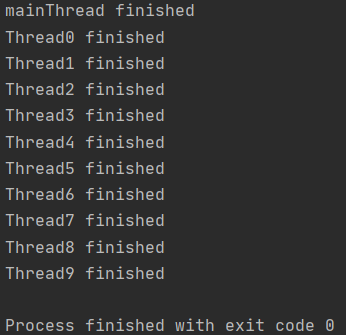 mainThread finished
Thread0 finished
Thread1 finished
Thread2 finished
Thread3 finished
Thread4 finished
Thread5 finished
Thread6 finished
Thread7 finished
Thread8 finished
Thread9 finished
Process finished with exit code 0